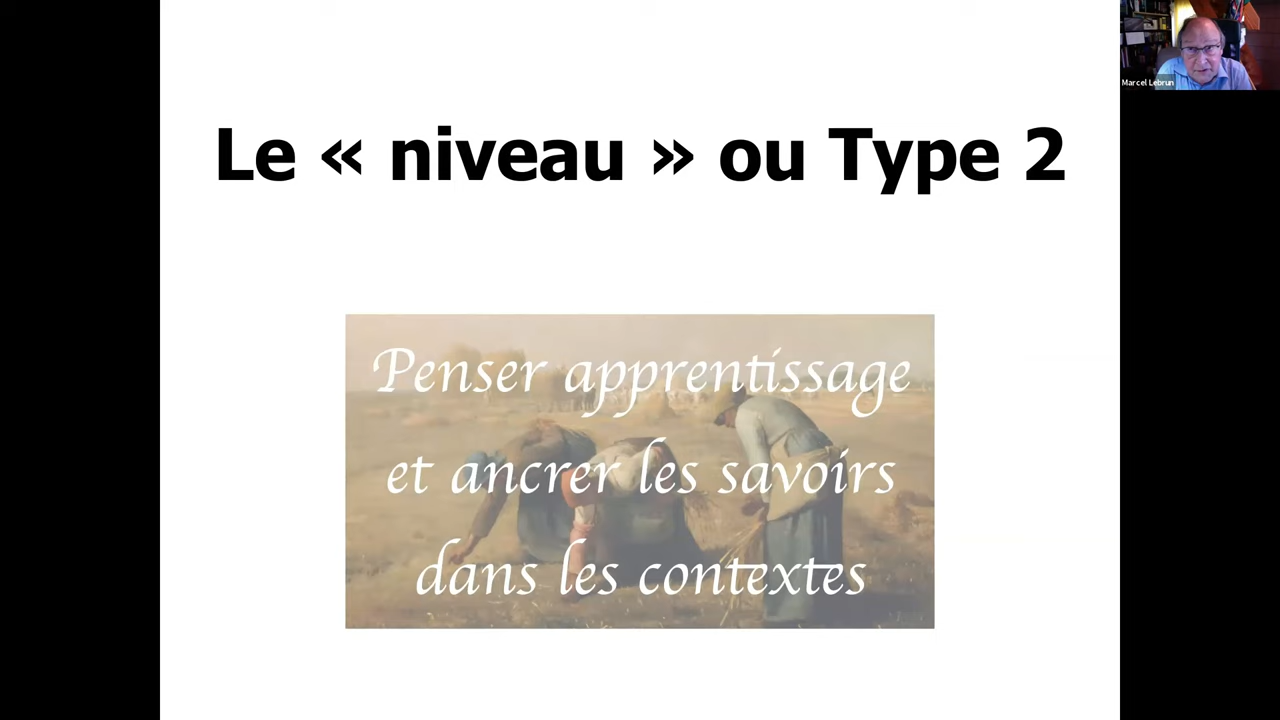 Marcel Lebrun
Le « niveau » ou Type 2
Penser apprentissage
et ancrer les savoirs
dans les contextes